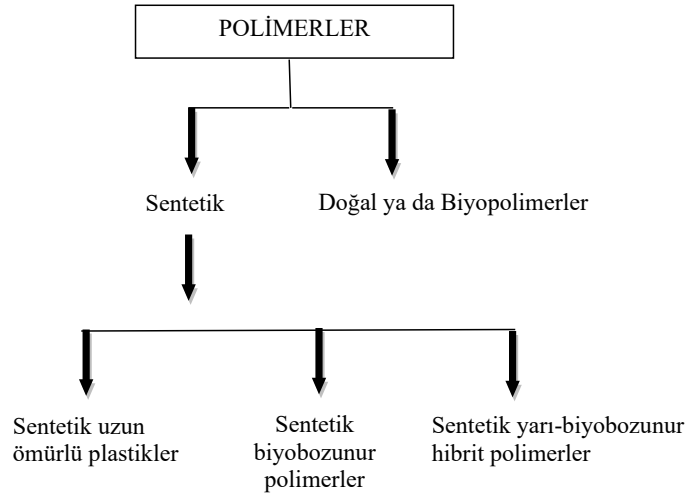 POLİMERLER
Sentetik
Doğal ya da Biyopolimerler
Sentetik uzun
ömürlü plastikler
Sentetik
biyobozunur
polimerler
Sentetik yarı-biyobozunur
hibrit polimerler